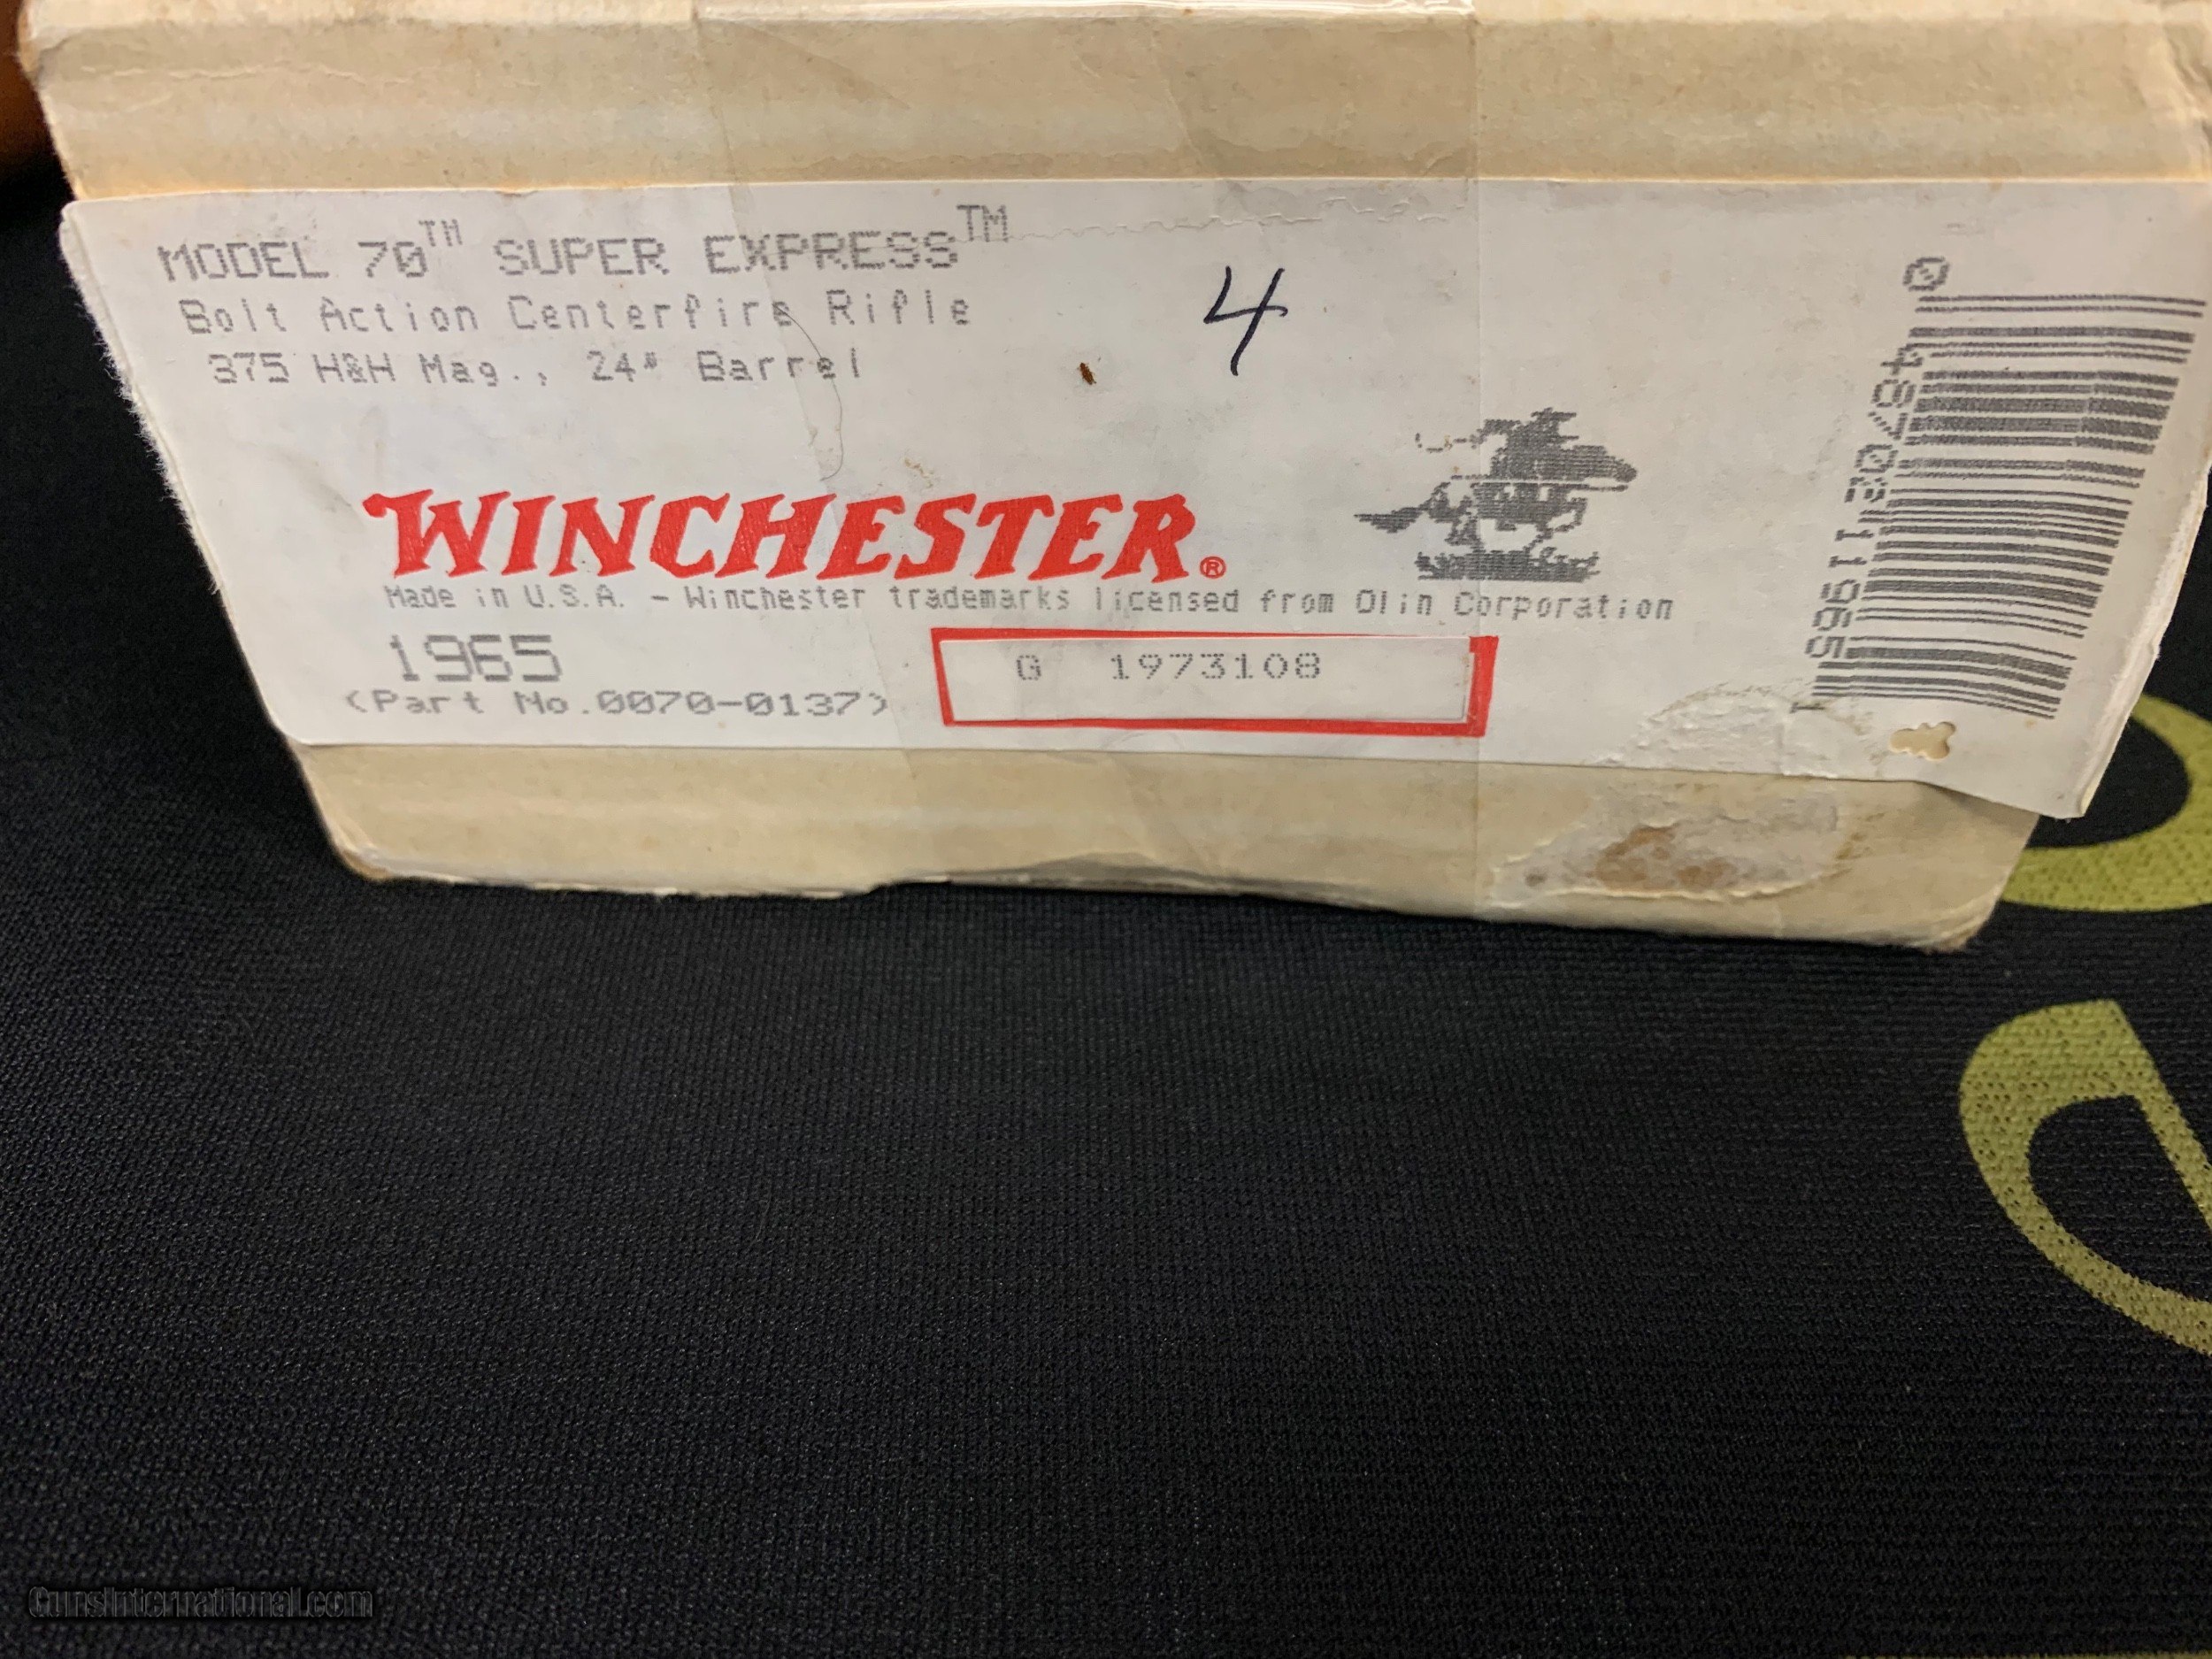 MODEL 70™ SUPER EXPRESS™
Bolt Action Centerfire Rifle
375 H&H Mag., 24" Barrel
4
WINCHESTER®
Made in U.S.A. - Winchester trademarks licensed from Olin Corporation
1965
(Part No.0070-0137)
G 1973108
GunsInternational.com